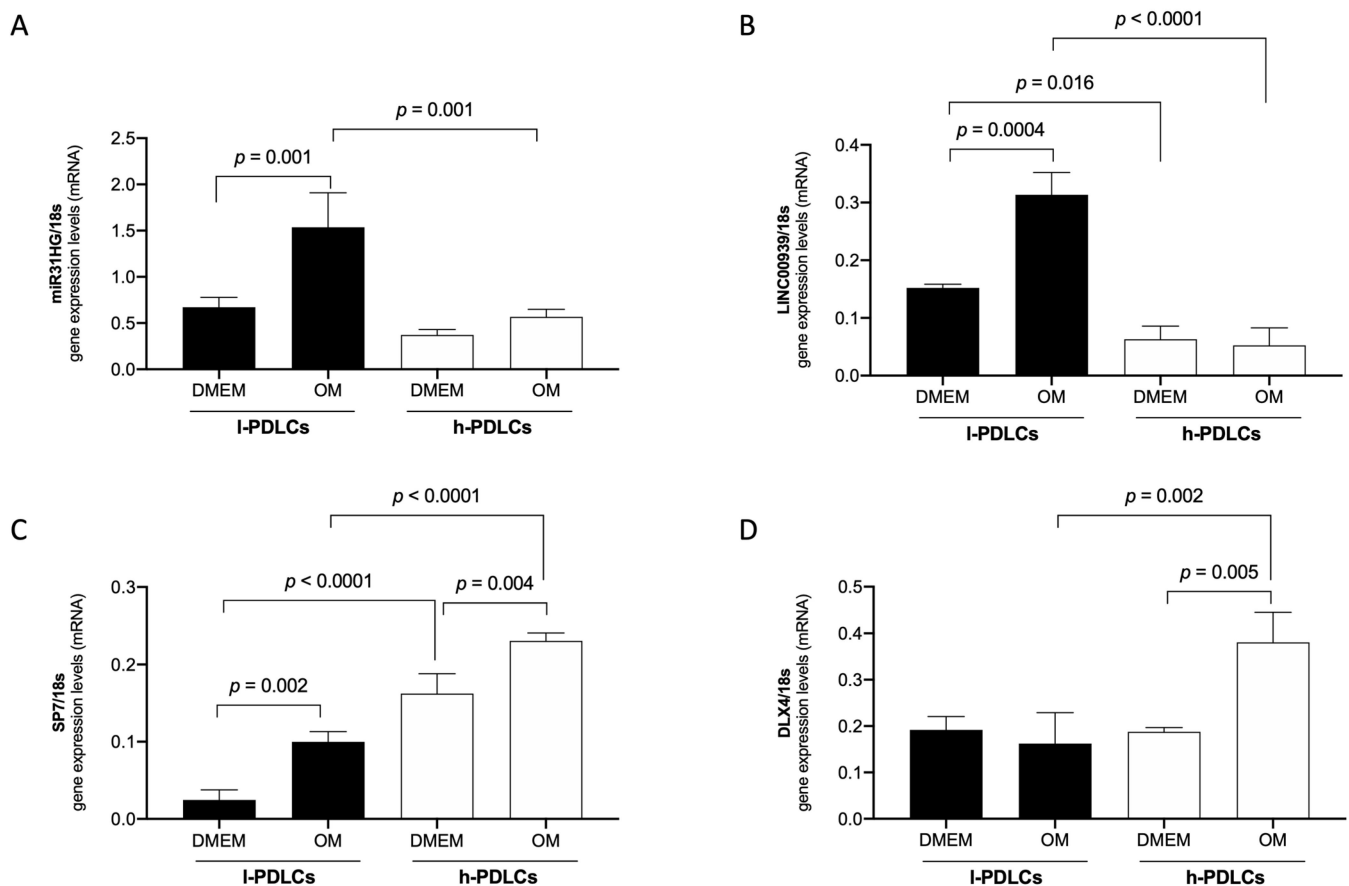 A
p = 0.001
p = 0.001
miR31HG/18s
gene expression levels (mRNA)
2.5
2.0
1.5
1.0
0.5
0.0
DMEM OM DMEM OM
l-PDLCs h-PDLCs
B
p < 0.0001
p = 0.016
p = 0.0004
LINC00939/18s
gene expression levels (mRNA)
0.4
0.3
0.2
0.1
0.0
DMEM OM DMEM OM
l-PDLCs h-PDLCs
C
p < 0.0001
p < 0.0001
p = 0.004
p = 0.002
SP7/18s
gene expression levels (mRNA)
0.3
0.2
0.1
0.0
DMEM OM DMEM OM
l-PDLCs h-PDLCs
D
p = 0.002
p = 0.005
DLX4/18s
gene expression levels (mRNA)
0.5
0.4
0.3
0.2
0.1
0.0
DMEM OM DMEM OM
l-PDLCs h-PDLCs